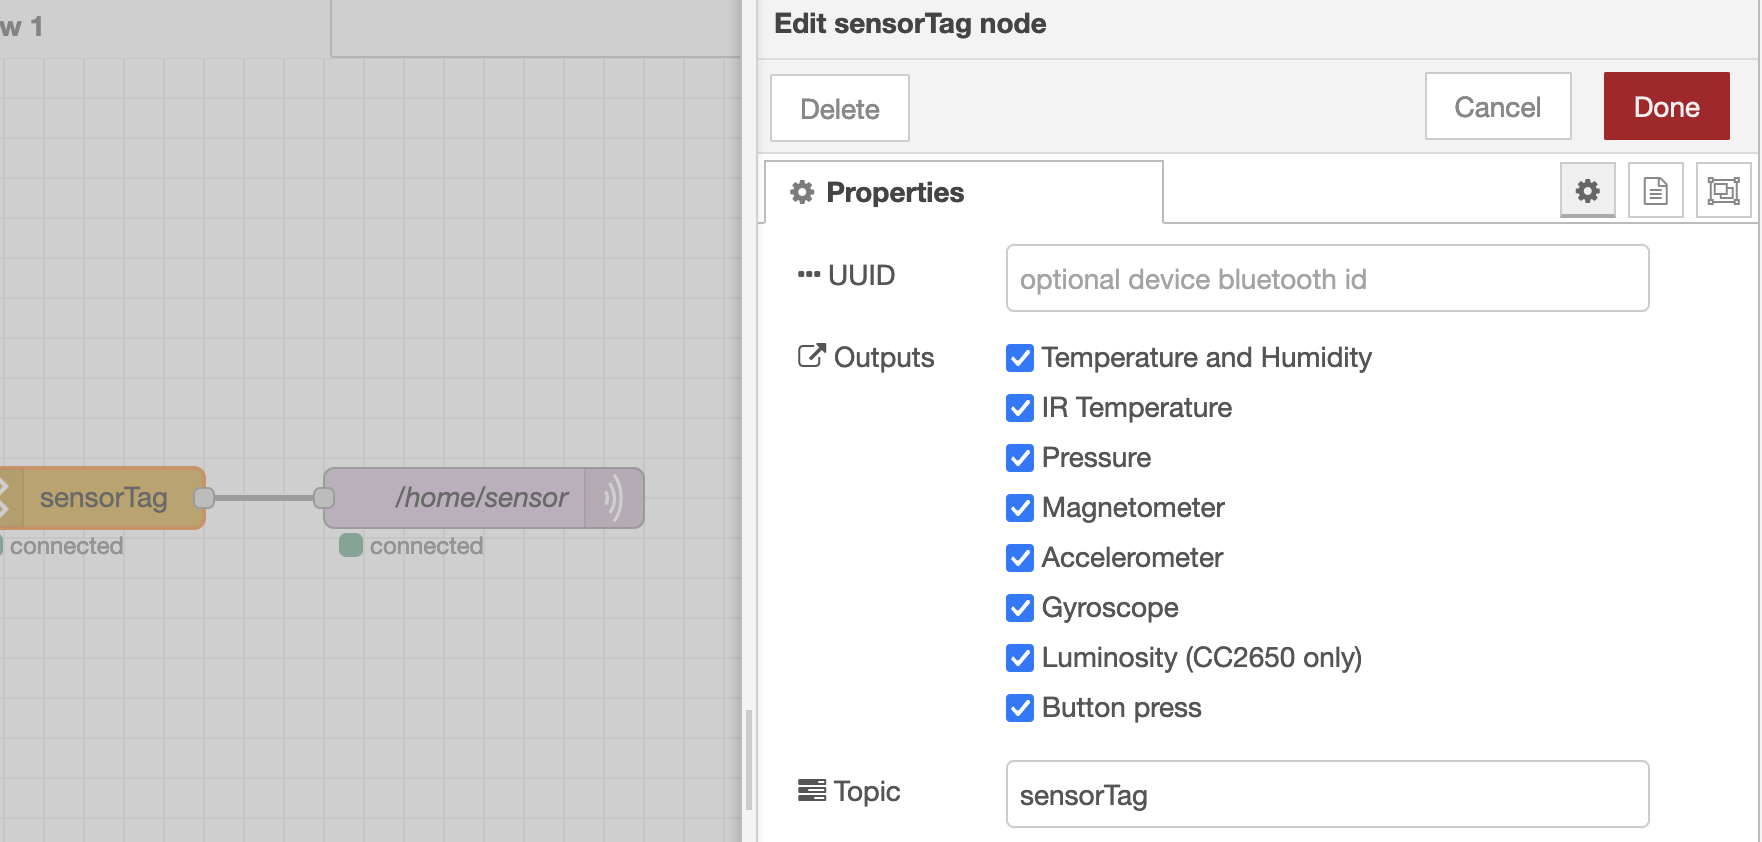 w 1
Edit sensorTag node
Delete
Cancel
Done
Properties
UUID
optional device bluetooth id
Outputs
Temperature and Humidity
IR Temperature
Pressure
Magnetometer
Accelerometer
Gyroscope
Luminosity (CC2650 only)
Button press
Topic
sensorTag
sensorTag
/home/sensor
connected
connected